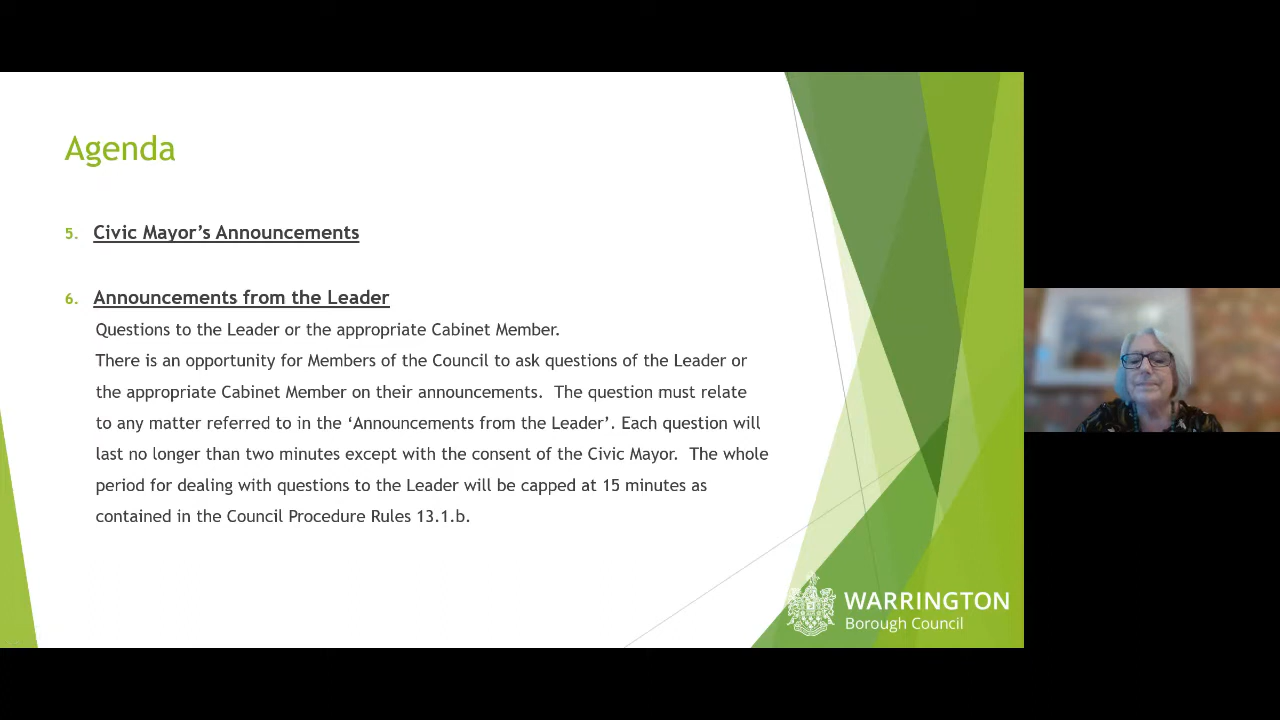 Agenda
5. Civic Mayor’s Announcements
6. Announcements from the Leader
Questions to the Leader or the appropriate Cabinet Member.
There is an opportunity for Members of the Council to ask questions of the Leader or
the appropriate Cabinet Member on their announcements.  The question must relate
to any matter referred to in the ‘Announcements from the Leader’. Each question will
last no longer than two minutes except with the consent of the Civic Mayor.  The whole
period for dealing with questions to the Leader will be capped at 15 minutes as
contained in the Council Procedure Rules 13.1.b.
WARRINGTON
Borough Council